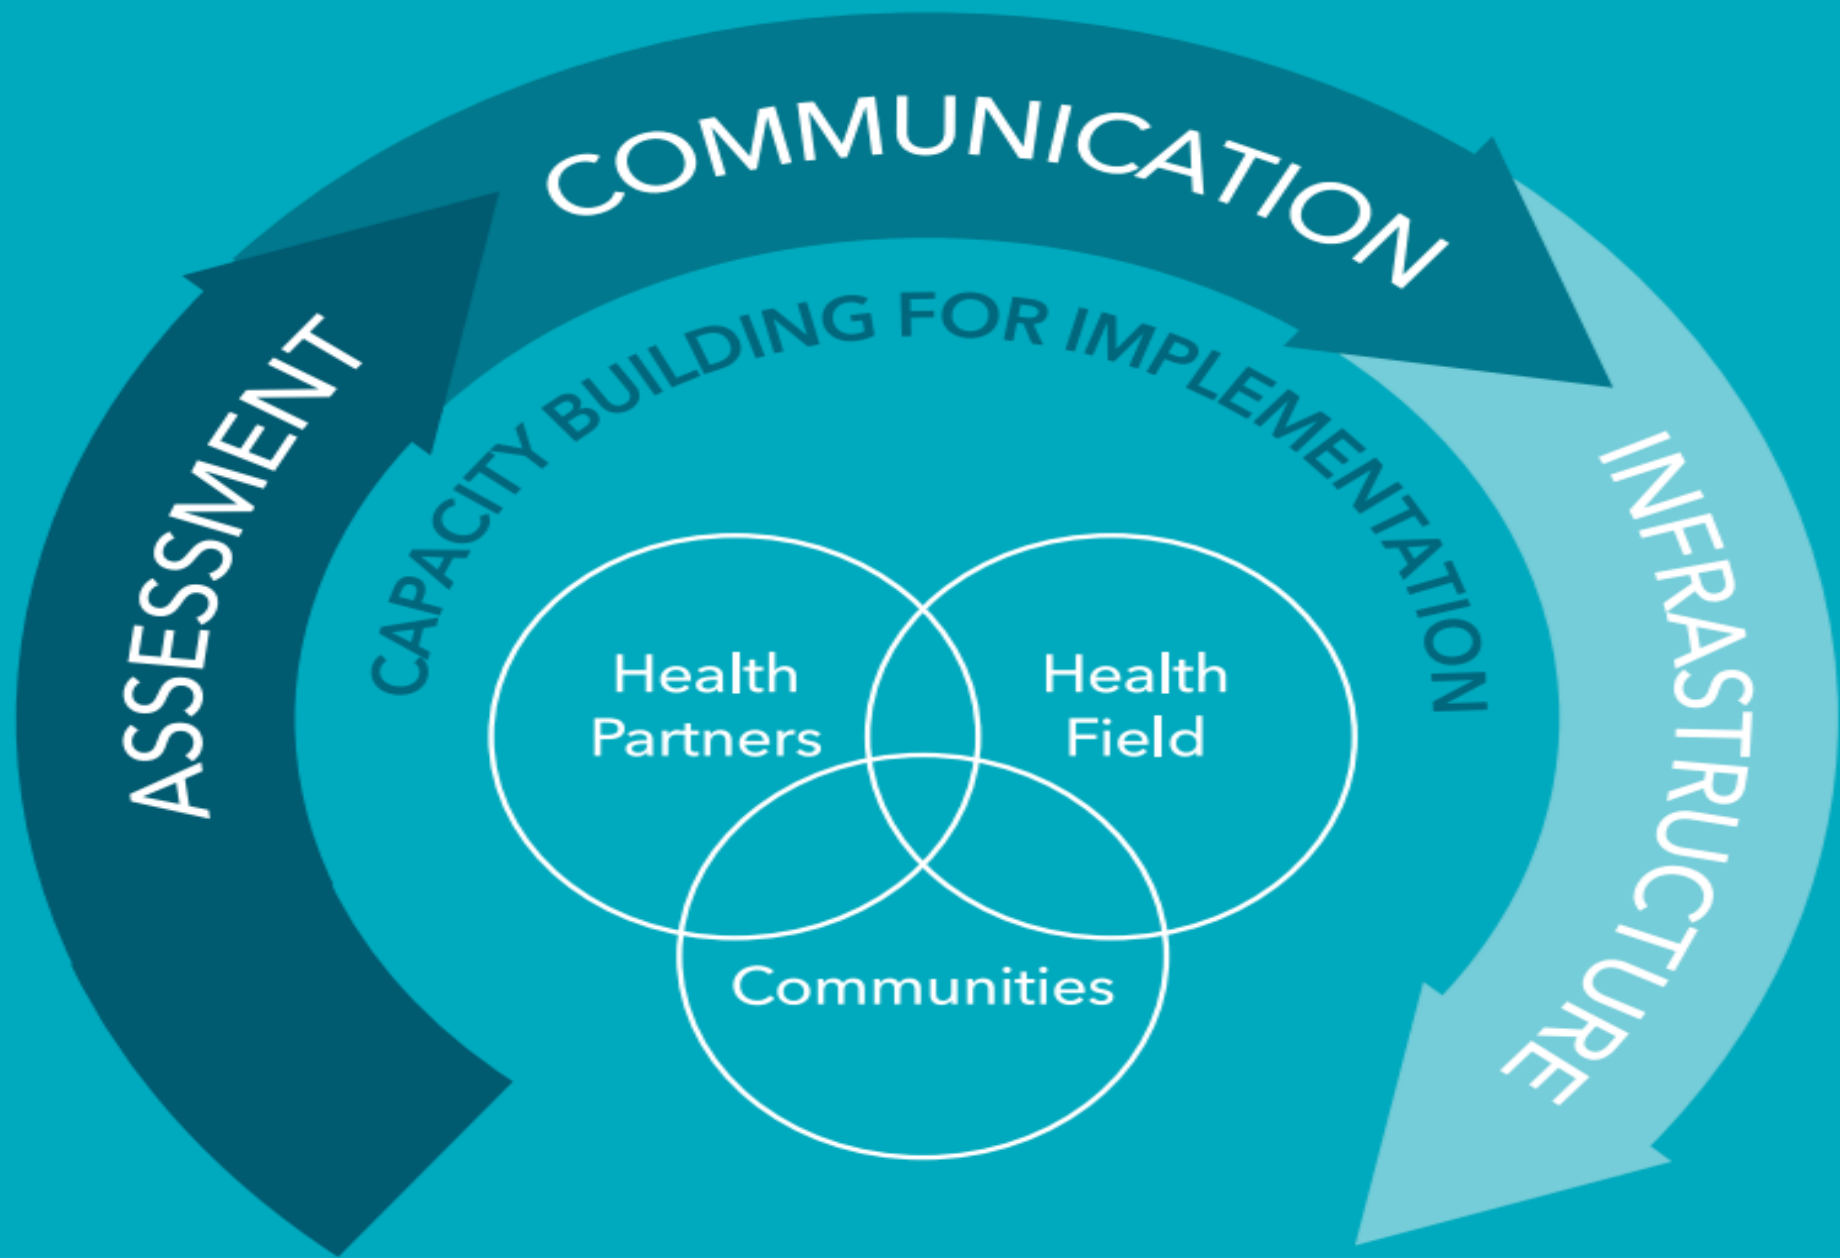 COMMUNICATION
ASSESSMENT
INFRASTRUCTURE
CAPACITY BUILDING FOR IMPLEMENTATION
Health
Partners
Health
Field
Communities